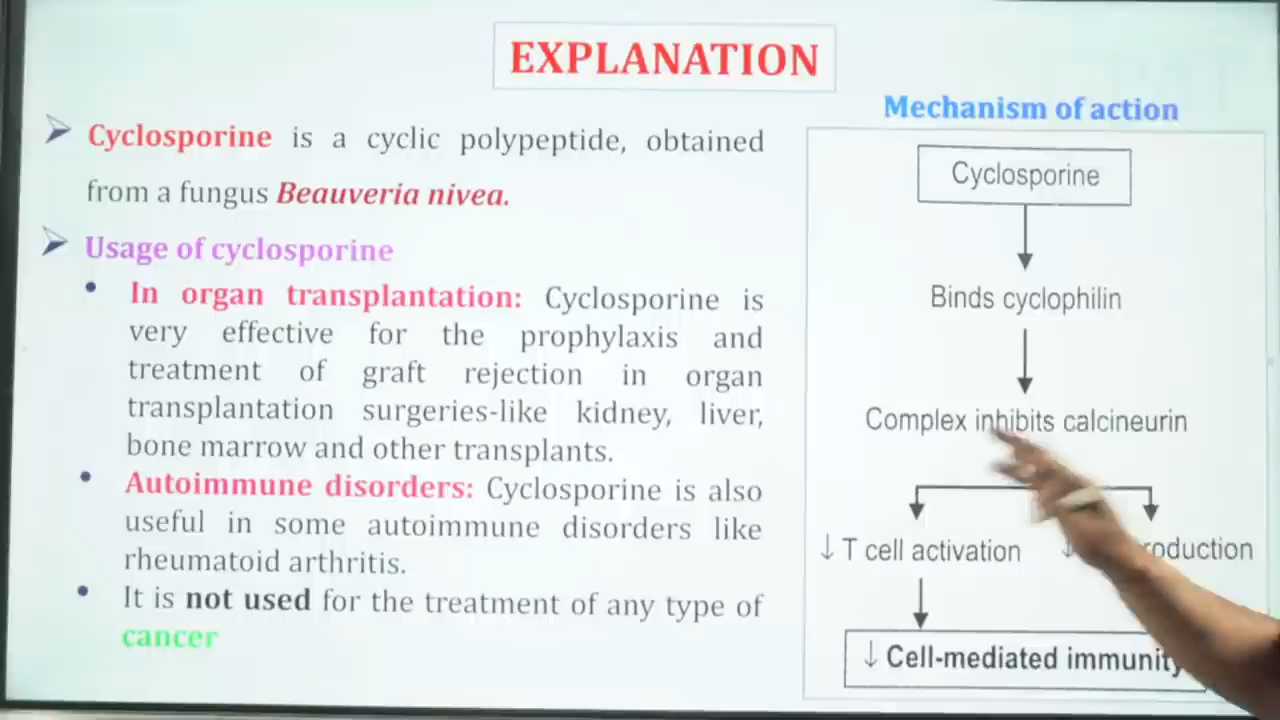 EXPLANATION
Cyclosporine is a cyclic polypeptide, obtained
from a fungus Beauveria nivea.
Usage of cyclosporine
In organ transplantation: Cyclosporine is
very effective for the prophylaxis and
treatment of graft rejection in organ
transplantation surgeries-like kidney, liver,
bone marrow and other transplants.
Autoimmune disorders: Cyclosporine is also
useful in some autoimmune disorders like
rheumatoid arthritis.
It is not used for the treatment of any type of
cancer
Mechanism of action
Cyclosporine
Binds cyclophilin
Complex inhibits calcineurin
↓ T cell activation
↓ Cell-mediated immunity